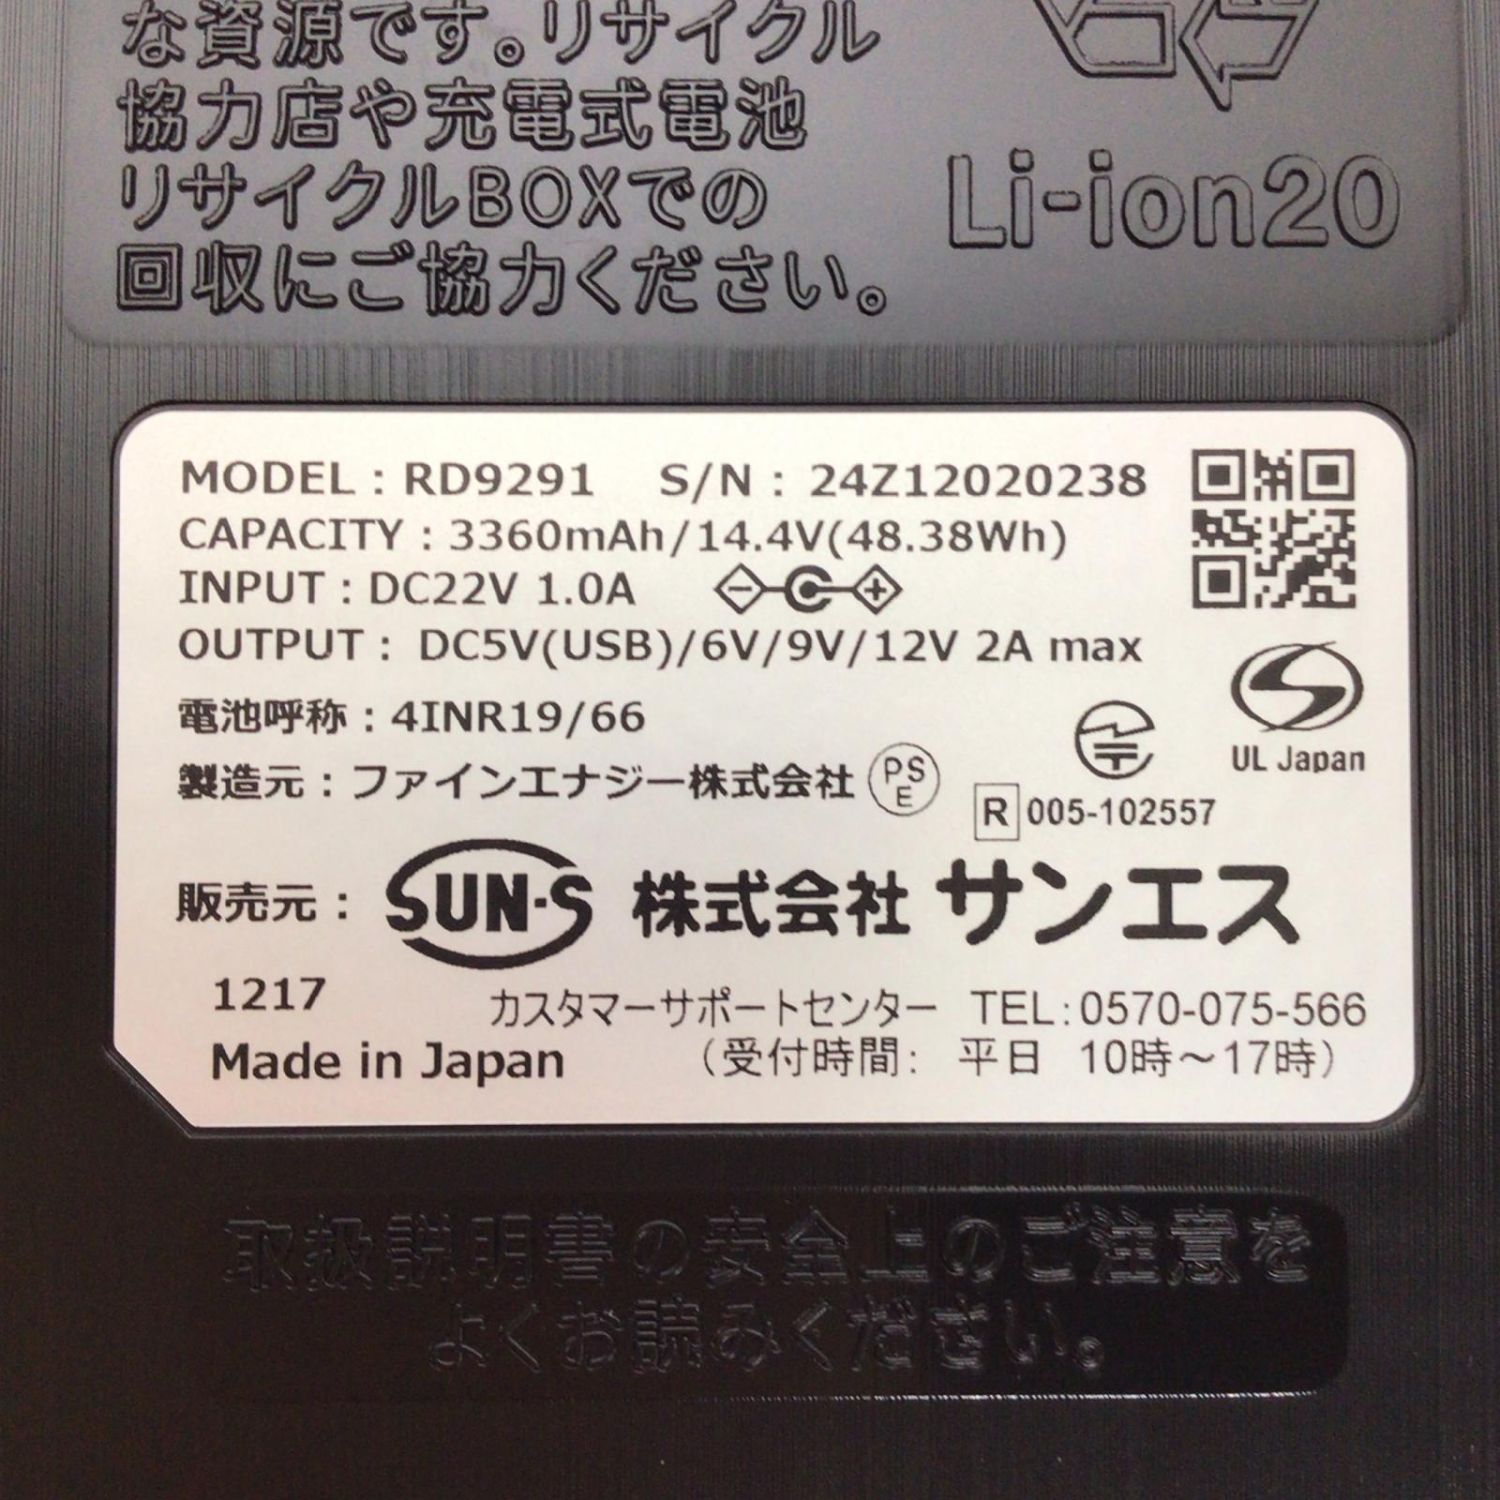 な資源です。リサイクル
協力店や充電式電池
リサイクルBOXでの
回収にご協力ください。
Li-ion20
MODEL : RD9291 S/N : 24Z12020238
CAPACITY : 3360mAh/14.4V(48.38Wh)
INPUT : DC22V 1.0A
OUTPUT : DC5V(USB)/6V/9V/12V 2A max
電池呼称 : 4INR19/66
UL Japan
製造元 : ファインエナジー株式会社 PSE
R 005-102557
販売元 : SUN-S 株式会社 サンエス
1217 カスタマーサポートセンター TEL:0570-075-566
Made in Japan (受付時間: 平日 10時～17時)
取扱説明書の安全上のご注意を
よくお読みください。